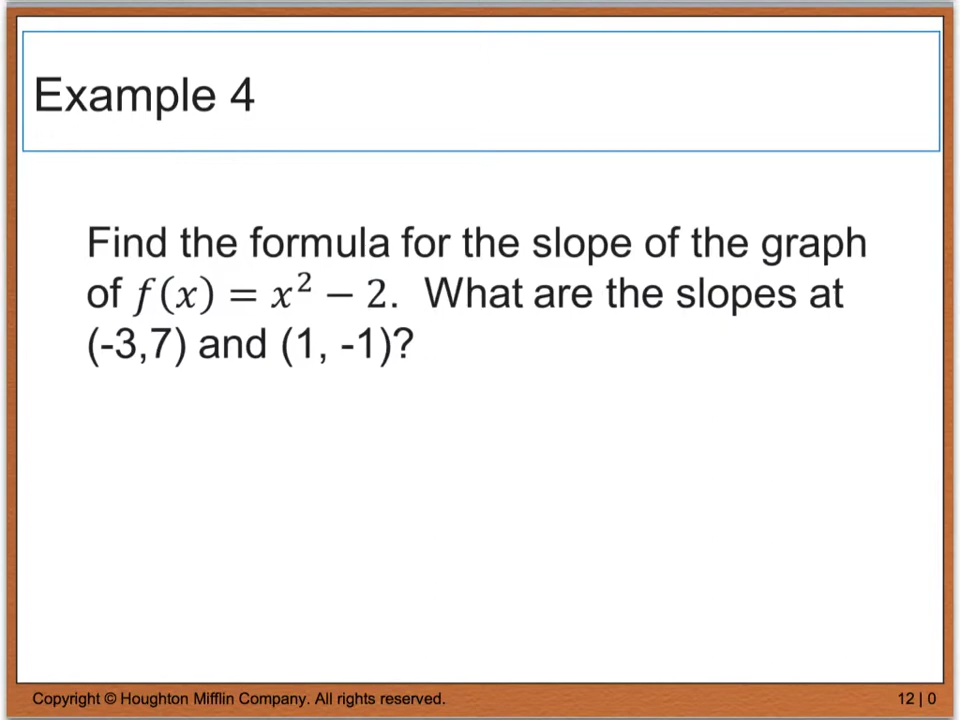 Example 4
Find the formula for the slope of the graph
of 𝑓(𝑥) = 𝑥² − 2.  What are the slopes at
(-3,7) and (1, -1)?
Copyright © Houghton Mifflin Company. All rights reserved.
12 | 0